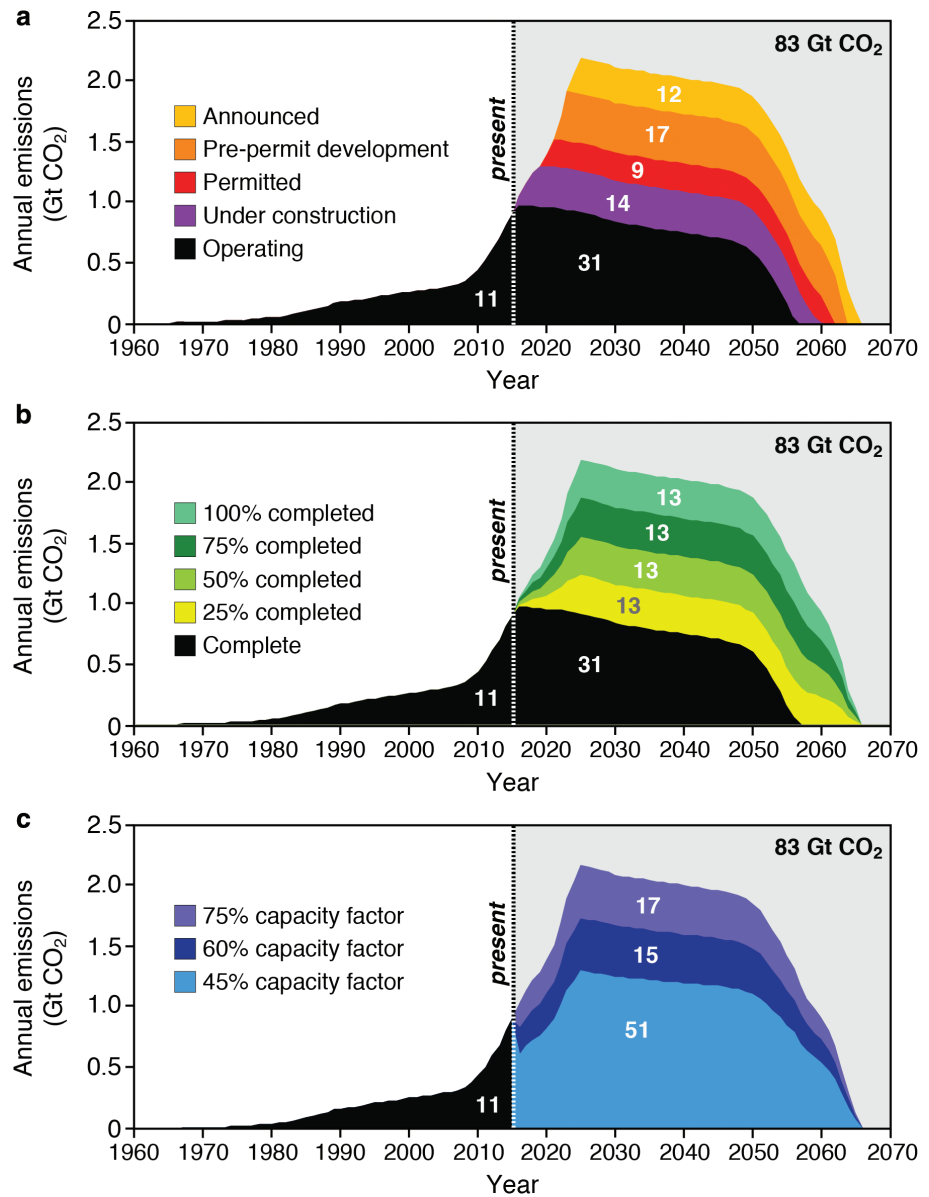 a
83 Gt CO₂
2.5
2.0
1.5
1.0
0.5
0
Annual emissions
(Gt CO₂)
Announced
Pre-permit development
Permitted
Under construction
Operating
present
12
17
9
14
31
11
1960 1970 1980 1990 2000 2010 2020 2030 2040 2050 2060 2070
Year
b
83 Gt CO₂
2.5
2.0
1.5
1.0
0.5
0
Annual emissions
(Gt CO₂)
100% completed
75% completed
50% completed
25% completed
Complete
present
13
13
13
13
31
11
1960 1970 1980 1990 2000 2010 2020 2030 2040 2050 2060 2070
Year
c
83 Gt CO₂
2.5
2.0
1.5
1.0
0.5
0
Annual emissions
(Gt CO₂)
75% capacity factor
60% capacity factor
45% capacity factor
present
17
15
51
11
1960 1970 1980 1990 2000 2010 2020 2030 2040 2050 2060 2070
Year